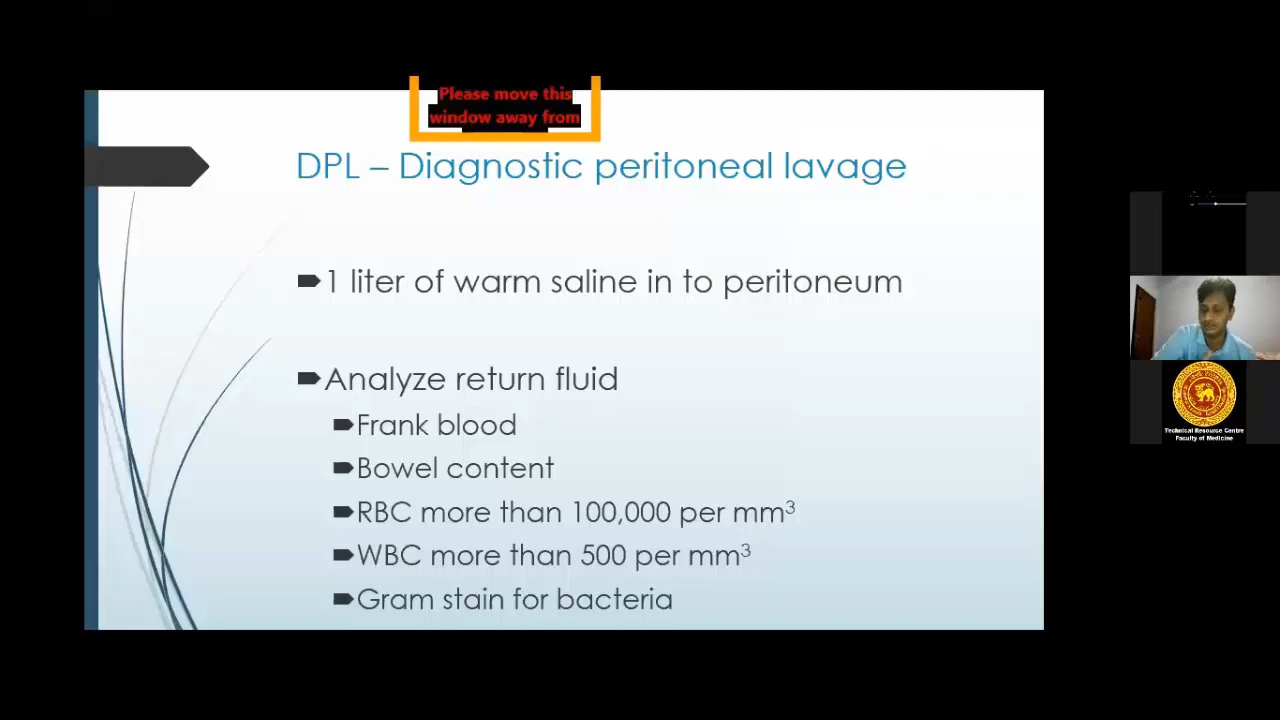 Please move this
window away from
DPL – Diagnostic peritoneal lavage
1 liter of warm saline in to peritoneum
Analyze return fluid
Frank blood
Bowel content
RBC more than 100,000 per mm³
WBC more than 500 per mm³
Gram stain for bacteria
Technical Resource Centre
Faculty of Medicine